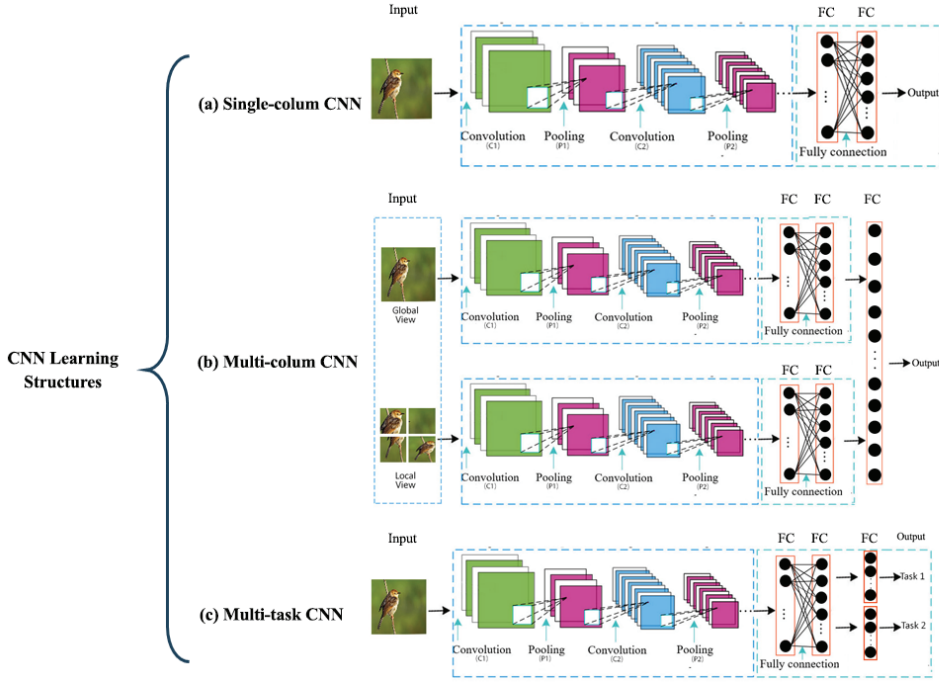 CNN Learning
Structures
(a) Single-colum CNN
Input
FC
FC
Convolution
(C1)
Pooling
(P1)
Convolution
(C2)
Pooling
(P2)
Fully connection
Output
(b) Multi-colum CNN
Input
FC
FC
FC
Global
View
Convolution
(C1)
Pooling
(P1)
Convolution
(C2)
Pooling
(P2)
Fully connection
Output
FC
FC
Local
View
Convolution
(C1)
Pooling
(P1)
Convolution
(C2)
Pooling
(P2)
Fully connection
(c) Multi-task CNN
Input
FC
FC
FC
Output
Convolution
(C1)
Pooling
(P1)
Convolution
(C2)
Pooling
(P2)
Fully connection
Task 1
Task 2